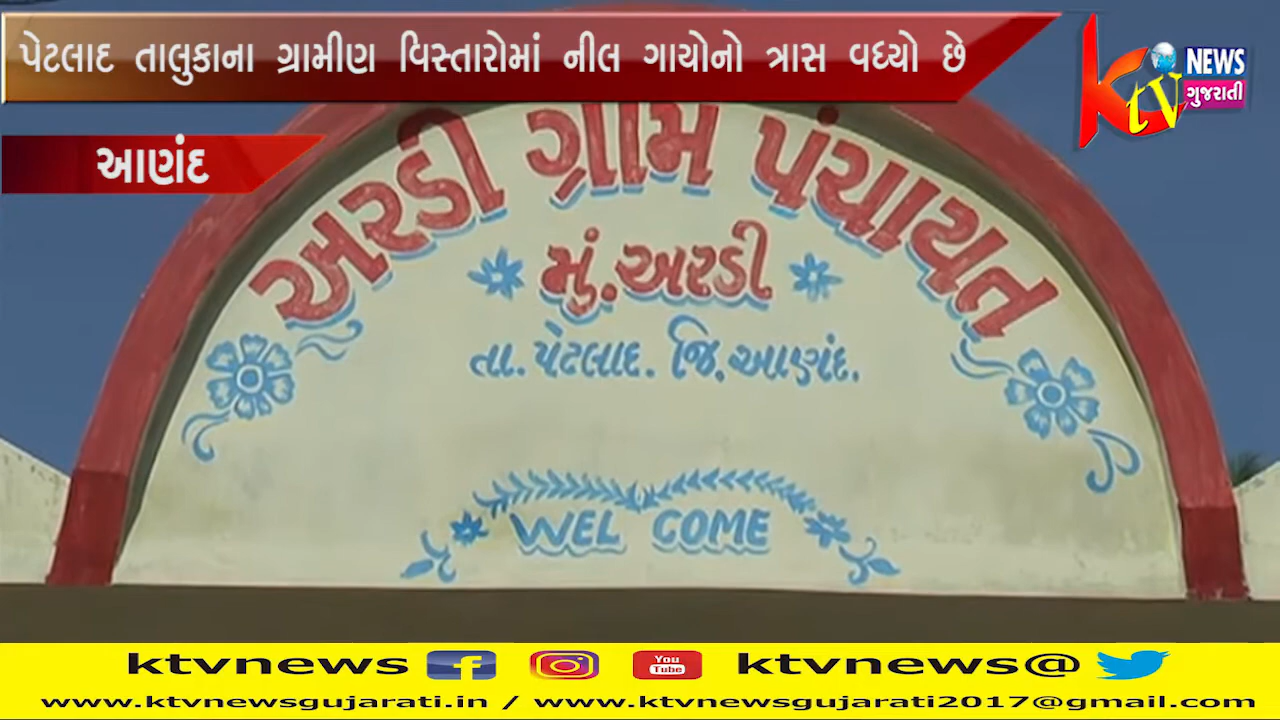 પેટલાદ તાલુકાના ગ્રામીણ વિસ્તારોમાં નીલ ગાયોનો ત્રાસ વધ્યો છે
Ktv NEWS
ગુજરાતી
આણંદ
અરડી ગ્રામ પંચાયત
મું.અરડી
તા.પેટલાદ. જિ.આણંદ.
WEL COME
ktvnews f You Tube ktvnews@
www.ktvnewsgujarati.in / www.ktvnewsgujarati2017@gmail.com